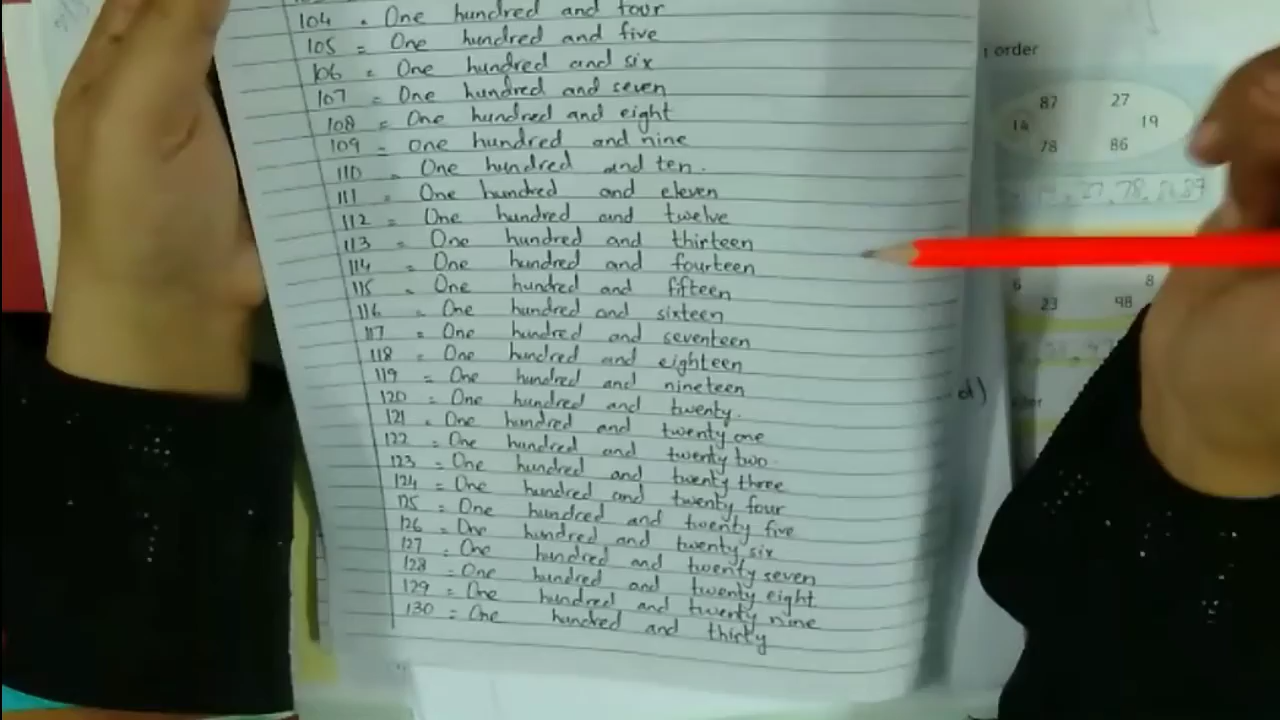 104 = One hundred and four
105 = One hundred and five
106 = One hundred and six
107 = One hundred and seven
108 = One hundred and eight
109 = One hundred and nine
110 = One hundred and ten.
111 = One hundred and eleven
112 = One hundred and twelve
113 = One hundred and thirteen
114 = One hundred and fourteen
115 = One hundred and fifteen
116 = One hundred and sixteen
117 = One hundred and seventeen
118 = One hundred and eighteen
119 = One hundred and nineteen
120 = One hundred and twenty.
121 = One hundred and twenty one
122 = One hundred and twenty two.
123 = One hundred and twenty three
124 = One hundred and twenty four
125 = One hundred and twenty five
126 = One hundred and twenty six
127 = One hundred and twenty seven
128 = One hundred and twenty eight
129 = One hundred and twenty nine
130 = One hundred and thirty
order
87 27
14 19
78 86
27, 78,
6 8
23 98
d)